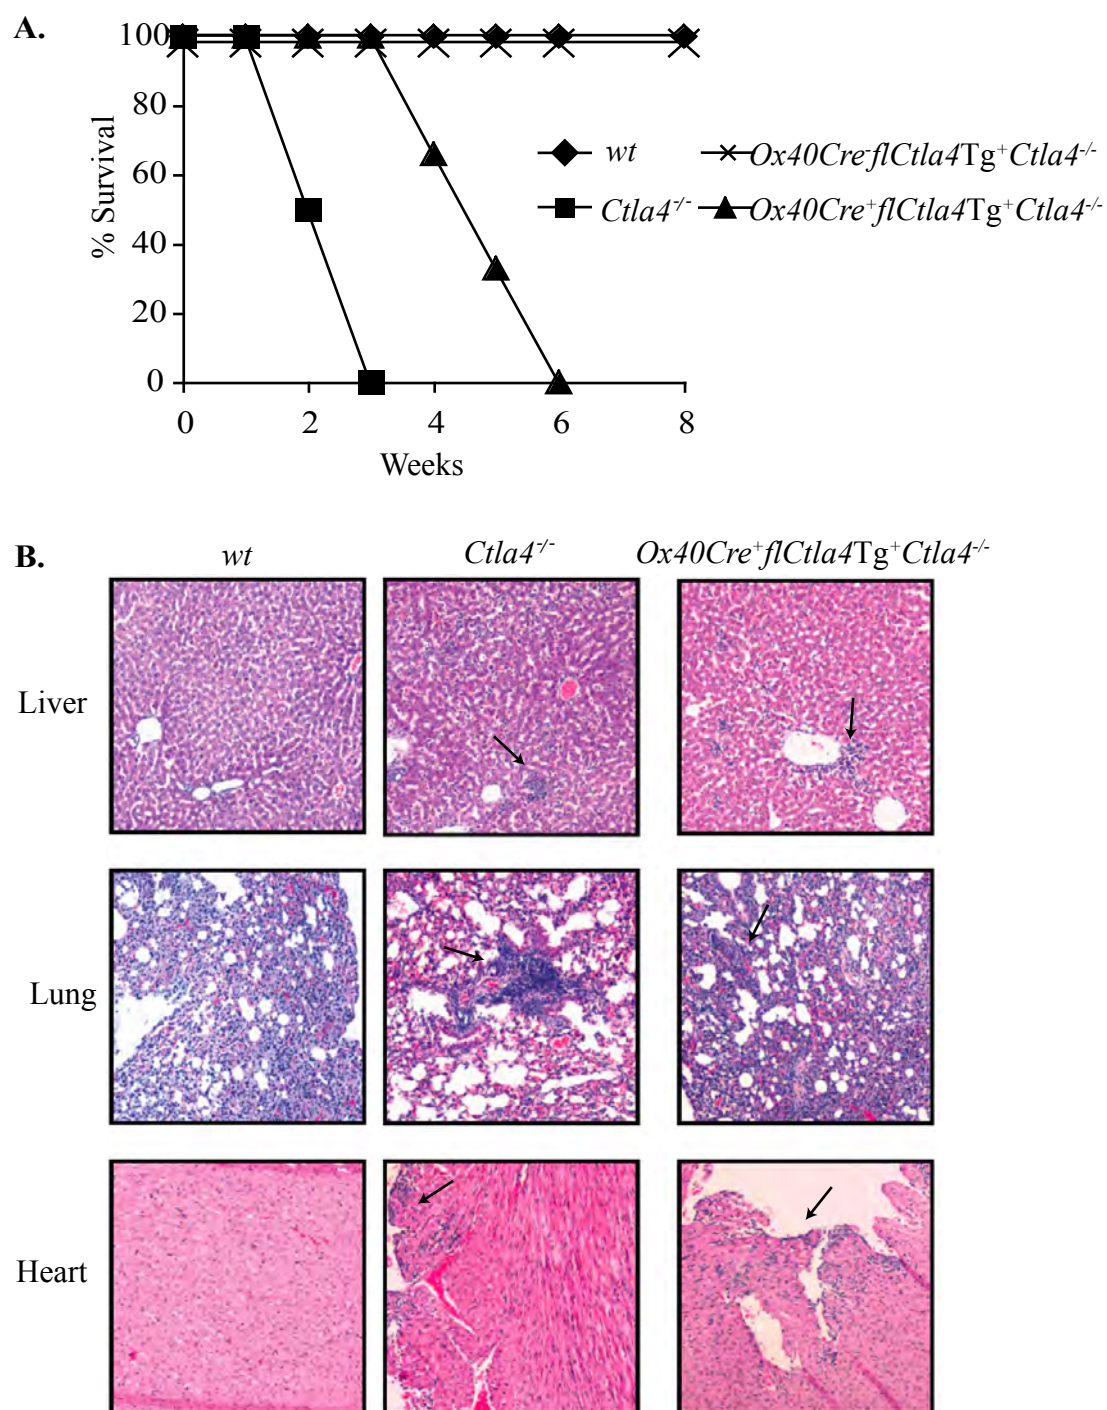 A.
100
80
60
40
20
0
% Survival
0 2 4 6 8
Weeks
wt
Ox40Cre⁻flCtla4Tg⁺Ctla4⁻/⁻
Ctla4⁻/⁻
Ox40Cre⁺flCtla4Tg⁺Ctla4⁻/⁻
B.
wt Ctla4⁻/⁻ Ox40Cre⁺flCtla4Tg⁺Ctla4⁻/⁻
Liver
Lung
Heart